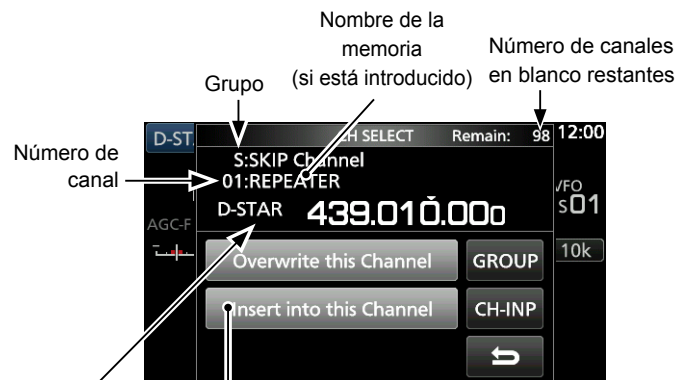 Nombre de la
memoria
(si está introducido)
Número de canales
en blanco restantes
Grupo
Número de
canal
D-ST
CH SELECT
Remain: 98
12:00
S:SKIP Channel
01:REPEATER
D-STAR
439.010.000
VFO
S01
AGC-F
10k
Overwrite this Channel
GROUP
Insert into this Channel
CH-INP